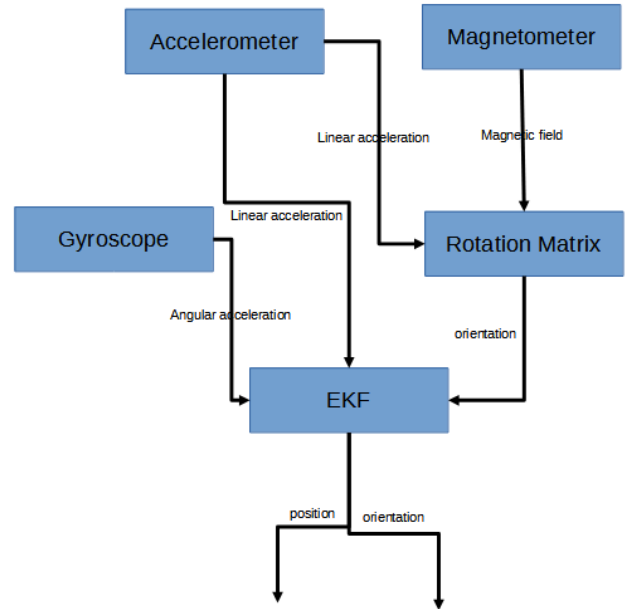 Accelerometer
Magnetometer
Linear acceleration
Magnetic field
Linear acceleration
Gyroscope
Rotation Matrix
Angular acceleration
orientation
EKF
position
orientation